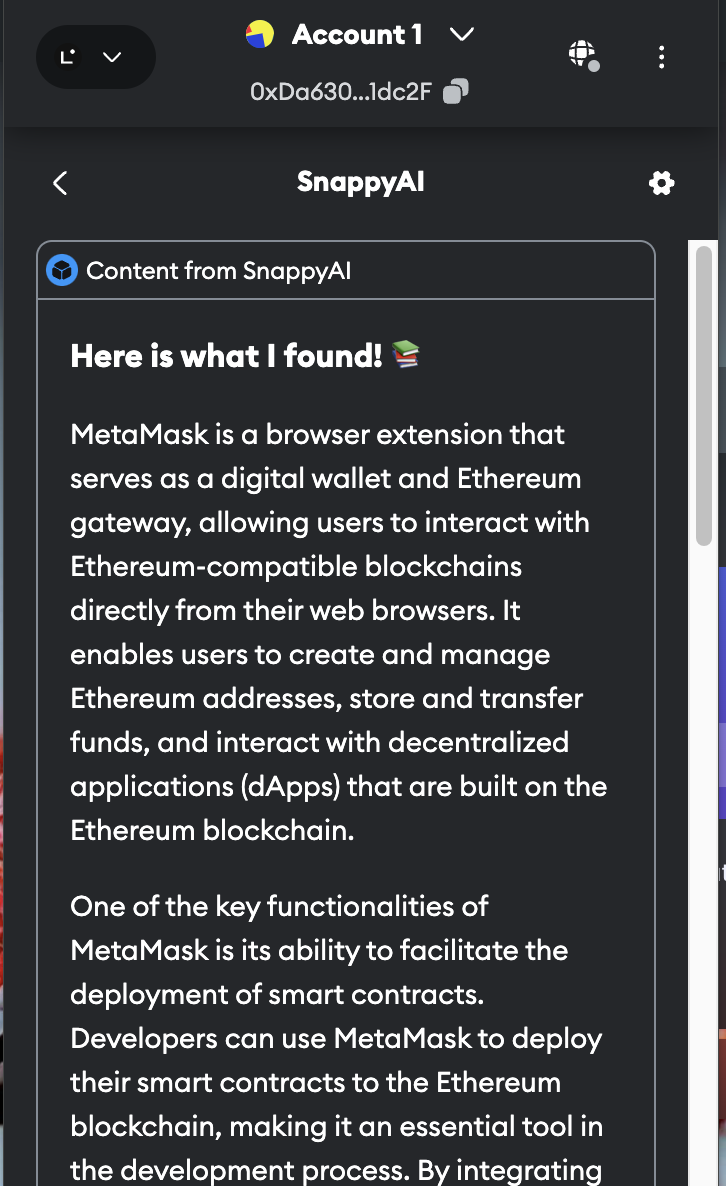 Account 1
0xDa630...1dc2F
SnappyAI
Content from SnappyAI
Here is what I found! 📚
MetaMask is a browser extension that
serves as a digital wallet and Ethereum
gateway, allowing users to interact with
Ethereum-compatible blockchains
directly from their web browsers. It
enables users to create and manage
Ethereum addresses, store and transfer
funds, and interact with decentralized
applications (dApps) that are built on the
Ethereum blockchain.
One of the key functionalities of
MetaMask is its ability to facilitate the
deployment of smart contracts.
Developers can use MetaMask to deploy
their smart contracts to the Ethereum
blockchain, making it an essential tool in
the development process. By integrating